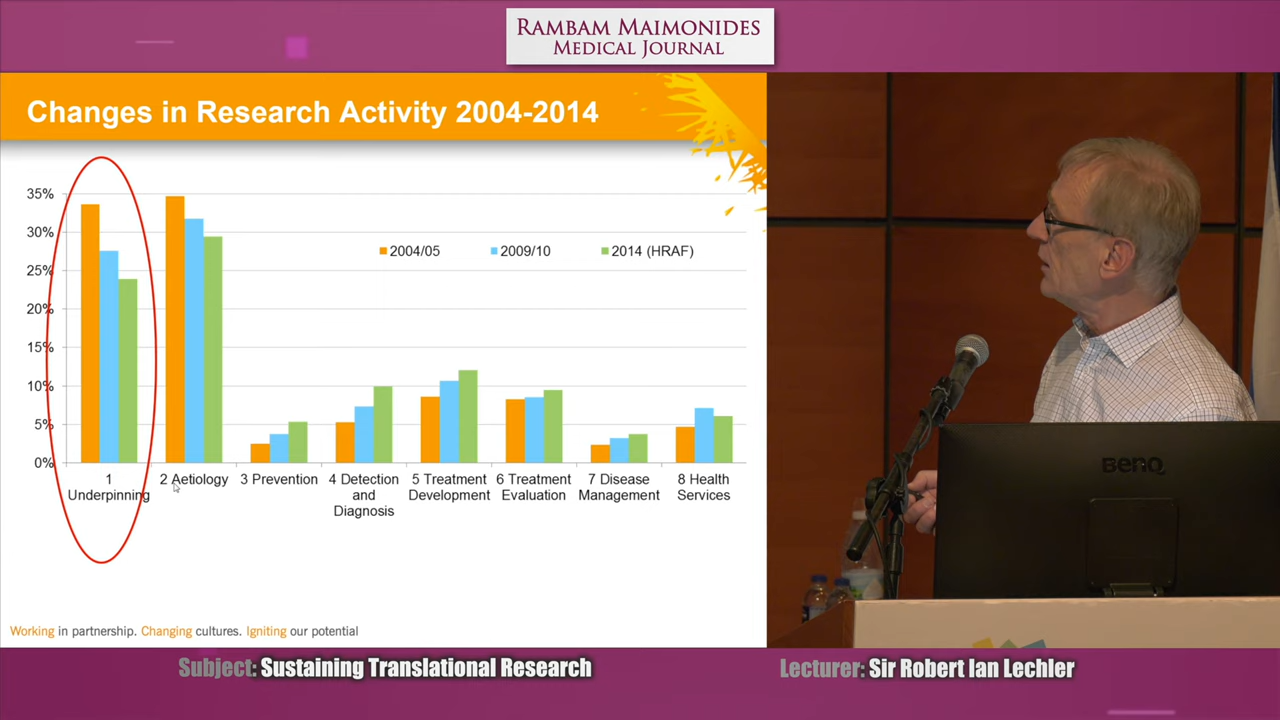 RAMBAM MAIMONIDES
MEDICAL JOURNAL
Changes in Research Activity 2004-2014
35%
30%
25%
20%
15%
10%
5%
0%
2004/05
2009/10
2014 (HRAF)
1
Underpinning
2 Aetiology
3 Prevention
4 Detection
and
Diagnosis
5 Treatment
Development
6 Treatment
Evaluation
7 Disease
Management
8 Health
Services
Working in partnership. Changing cultures. Igniting our potential
BenQ
Subject: Sustaining Translational Research
Lecturer: Sir Robert Ian Lechler